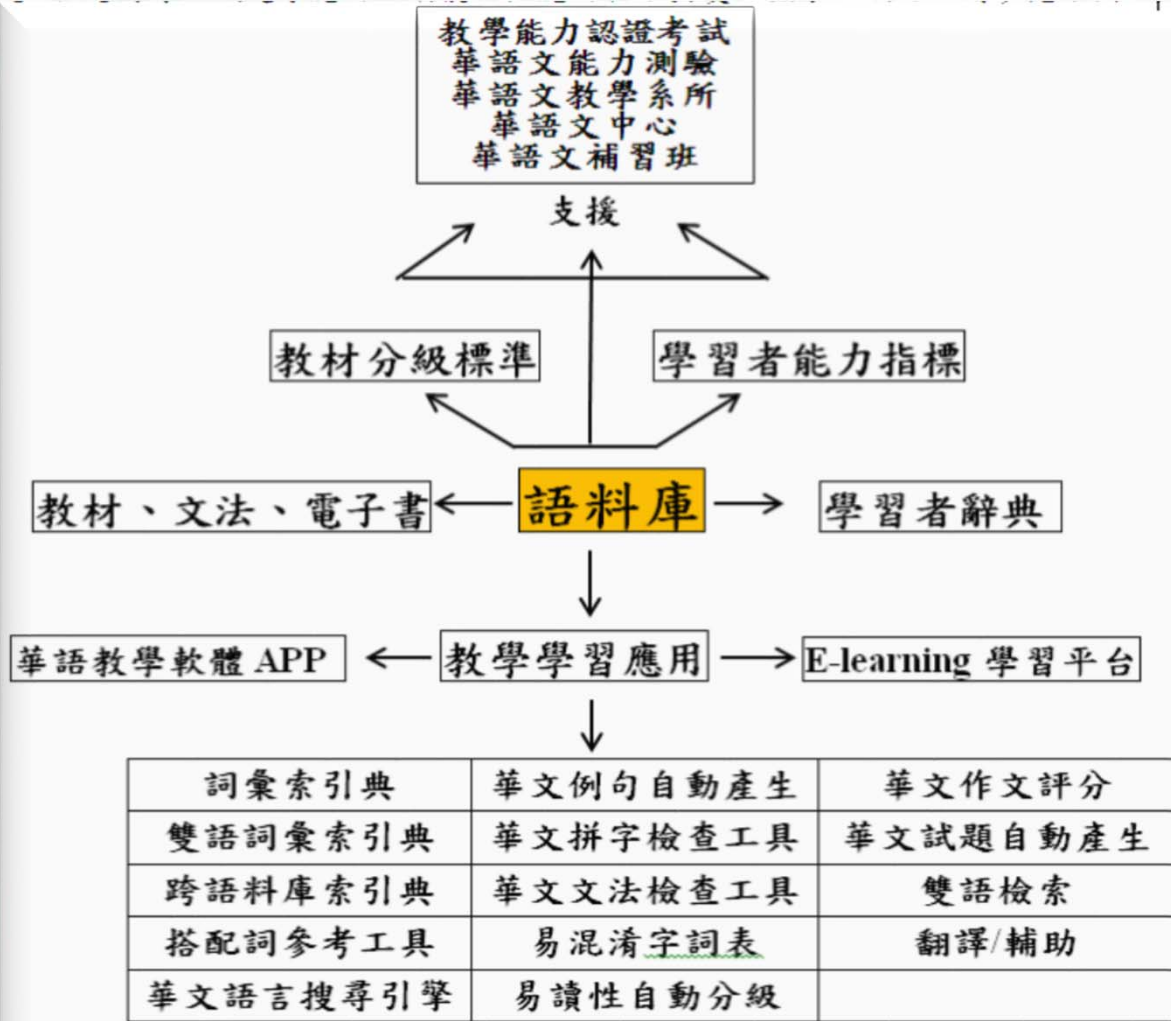 教學能力認證考試
華語文能力測驗
華語文教學系所
華語文中心
華語文補習班
支援
教材分級標準
學習者能力指標
教材、文法、電子書
語料庫
學習者辭典
華語教學軟體 APP
教學學習應用
E-learning 學習平台
詞彙索引典
華文例句自動產生
華文作文評分
雙語詞彙索引典
華文拼字檢查工具
華文試題自動產生
跨語料庫索引典
華文文法檢查工具
雙語檢索
搭配詞參考工具
易混淆字詞表
翻譯/輔助
華文語言搜尋引擎
易讀性自動分級